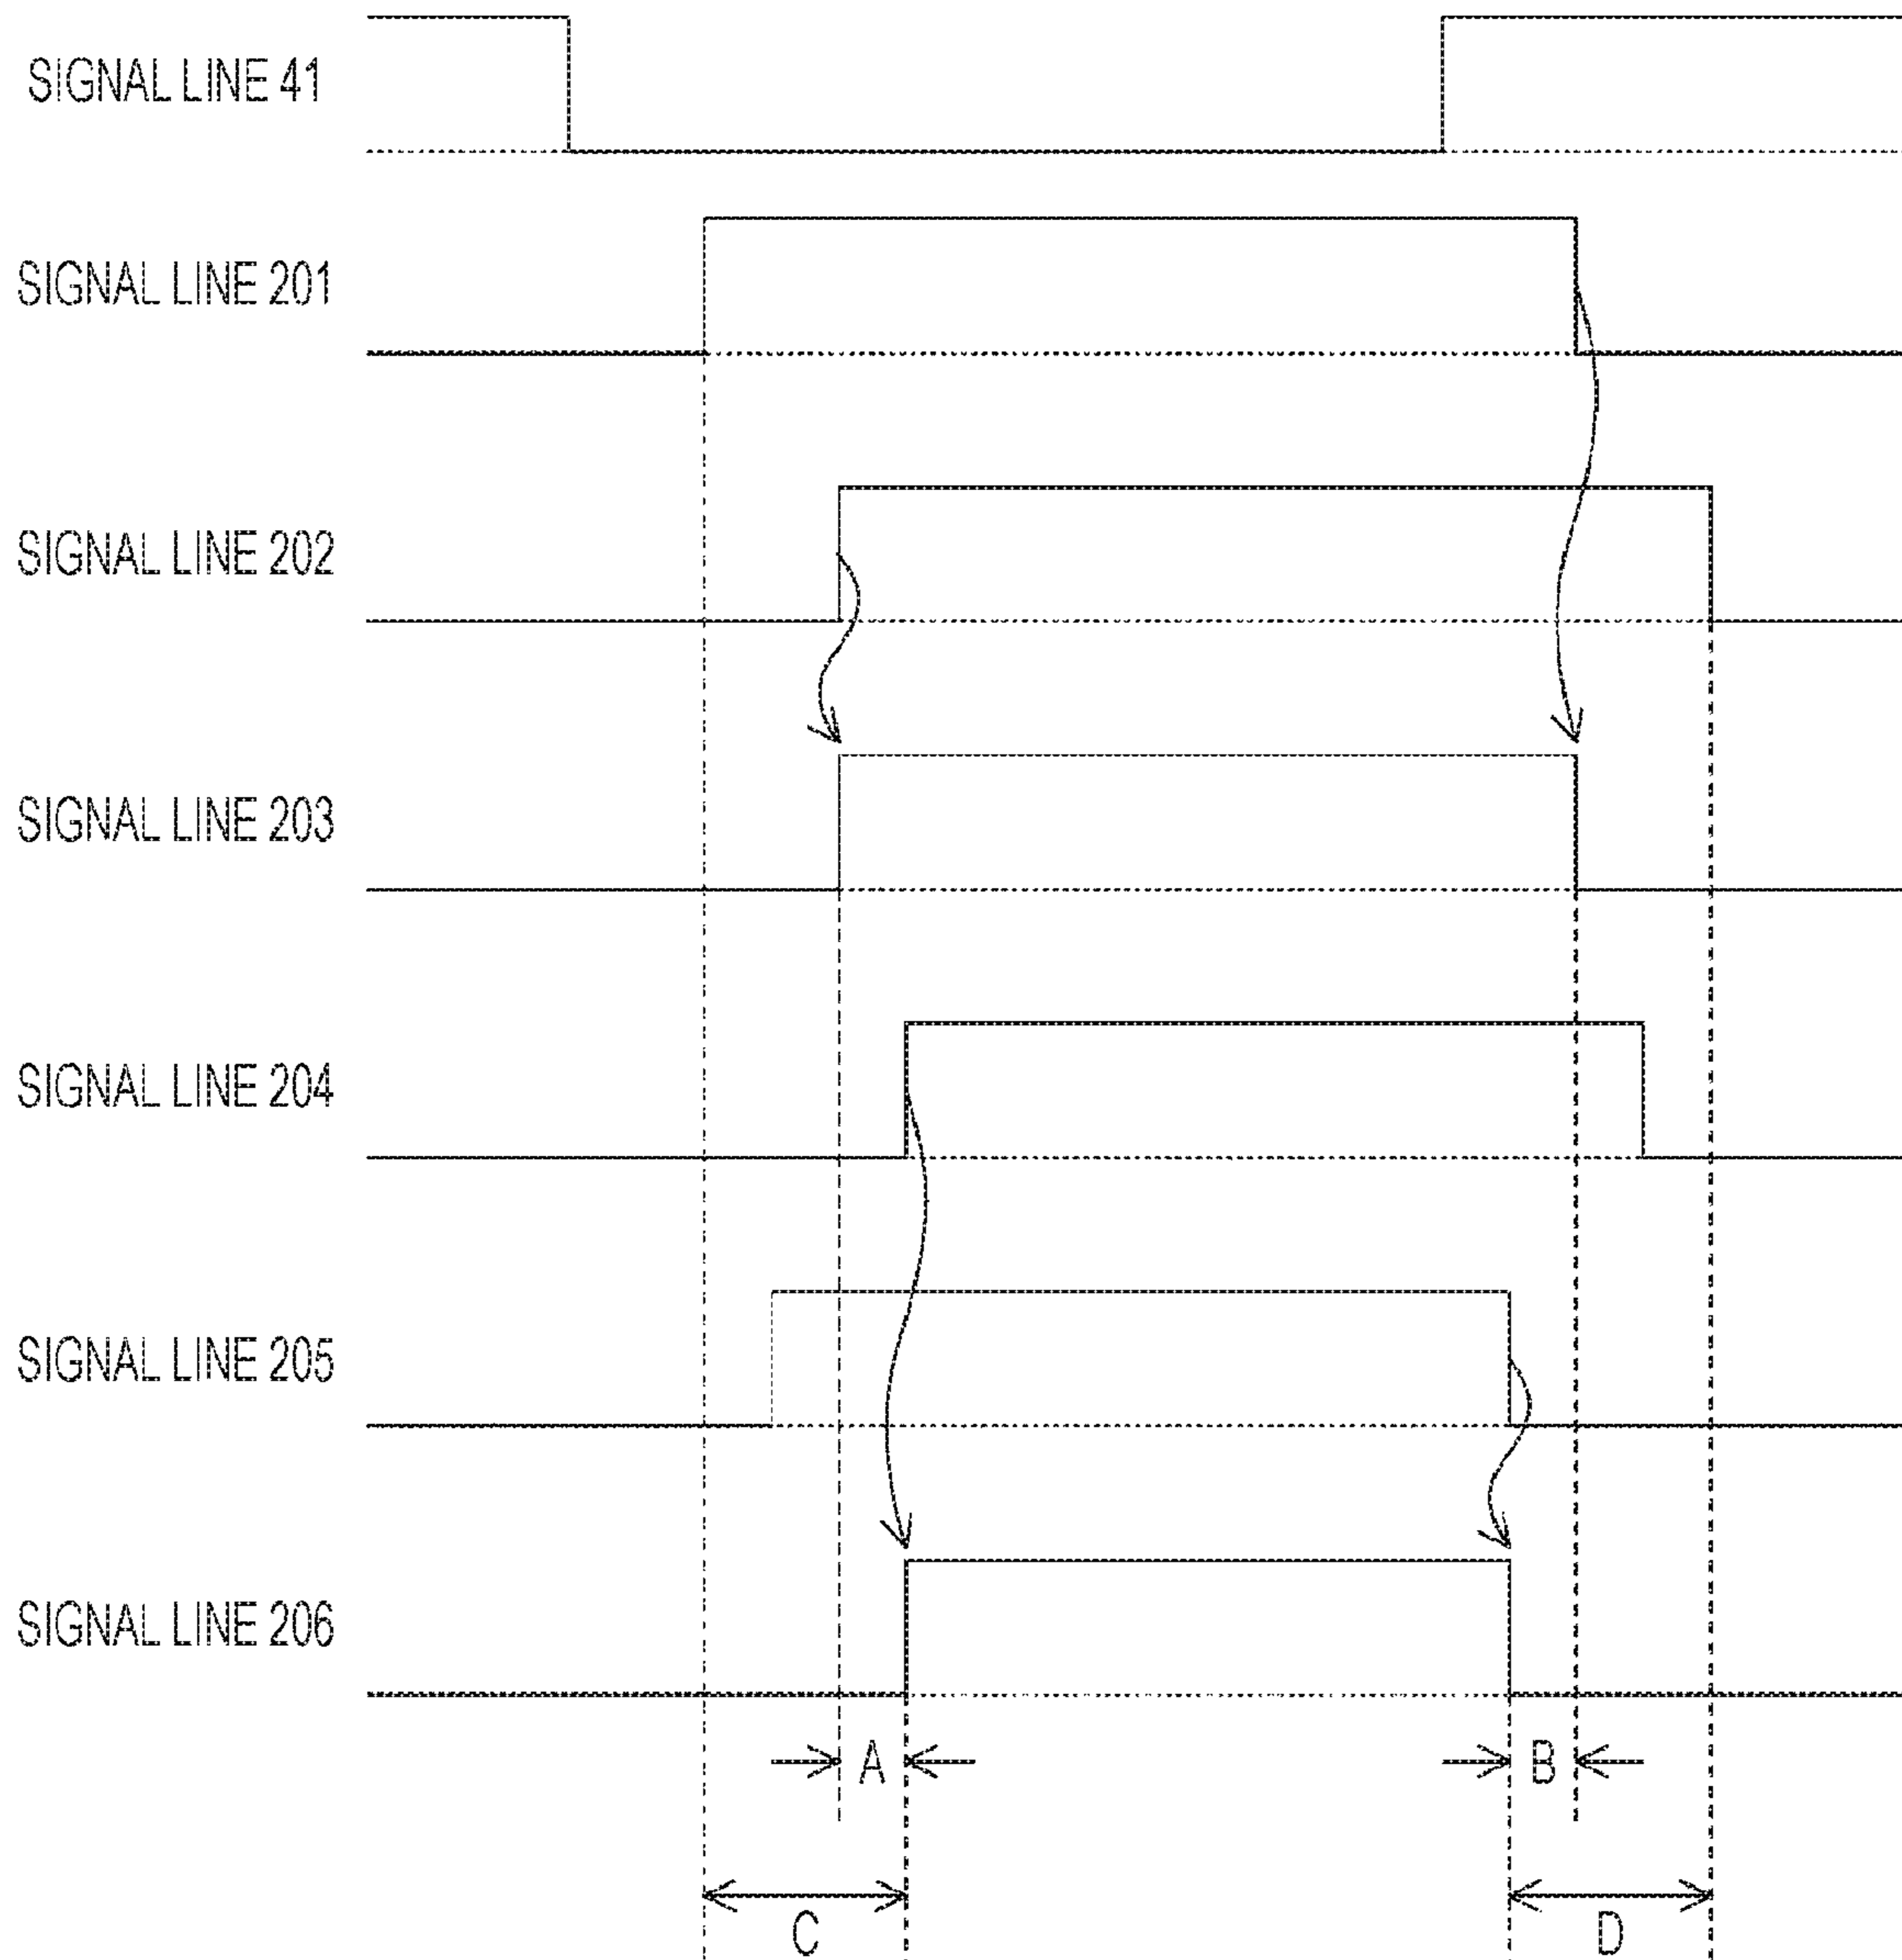 SIGNAL LINE 41
SIGNAL LINE 201
SIGNAL LINE 202
SIGNAL LINE 203
SIGNAL LINE 204
SIGNAL LINE 205
SIGNAL LINE 206
A B
C D